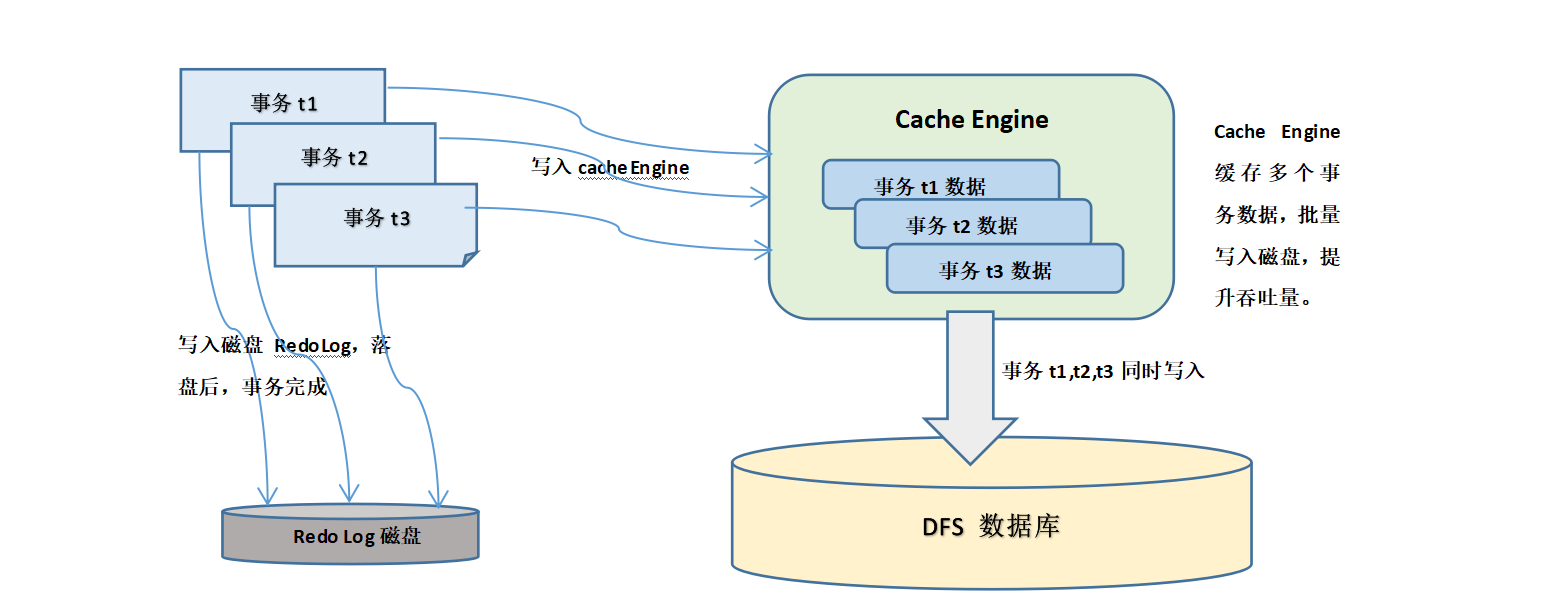 事务 t1
事务 t2
事务 t3
写入 cacheEngine
Cache Engine
事务 t1 数据
事务 t2 数据
事务 t3 数据
Cache Engine
缓存多个事
务数据，批量
写入磁盘，提
升吞吐量。
写入磁盘 RedoLog，落
盘后，事务完成
事务 t1,t2,t3 同时写入
Redo Log 磁盘
DFS 数据库